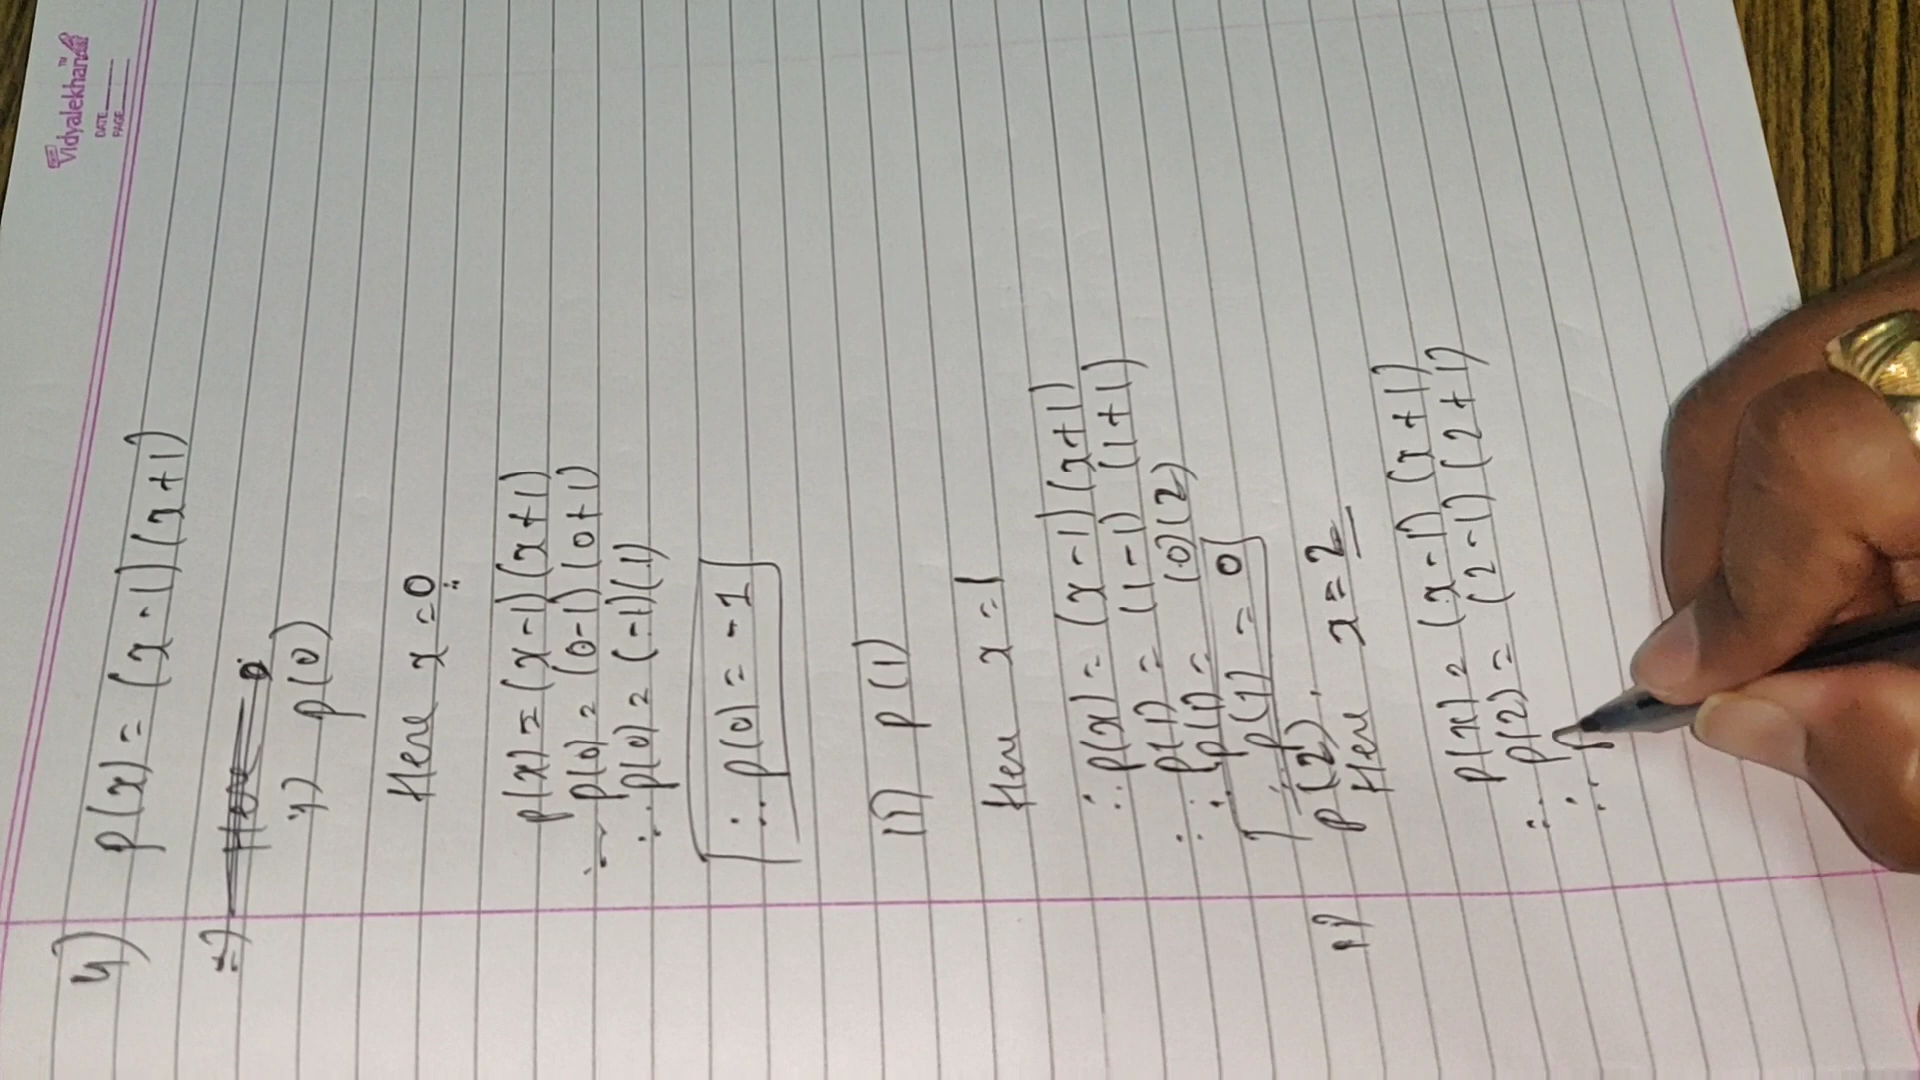 Vidyalekhan™
DATE
PAGE
4) p(x) = (x-1)(x+1)
=)
i) p(0)
Here x = 0
p(x) = (x-1)(x+1)
∴ p(0) = (0-1)(0+1)
∴ p(0) = (-1)(1)
∴ p(0) = -1
ii) p(1)
Here x = 1
∴ p(x) = (x-1)(x+1)
∴ p(1) = (1-1)(1+1)
∴ p(1) = (0)(2)
∴ p(1) = 0
i) p(2).
Here x = 2
p(x) = (x-1)(x+1)
∴ p(2) = (2-1)(2+1)
∴